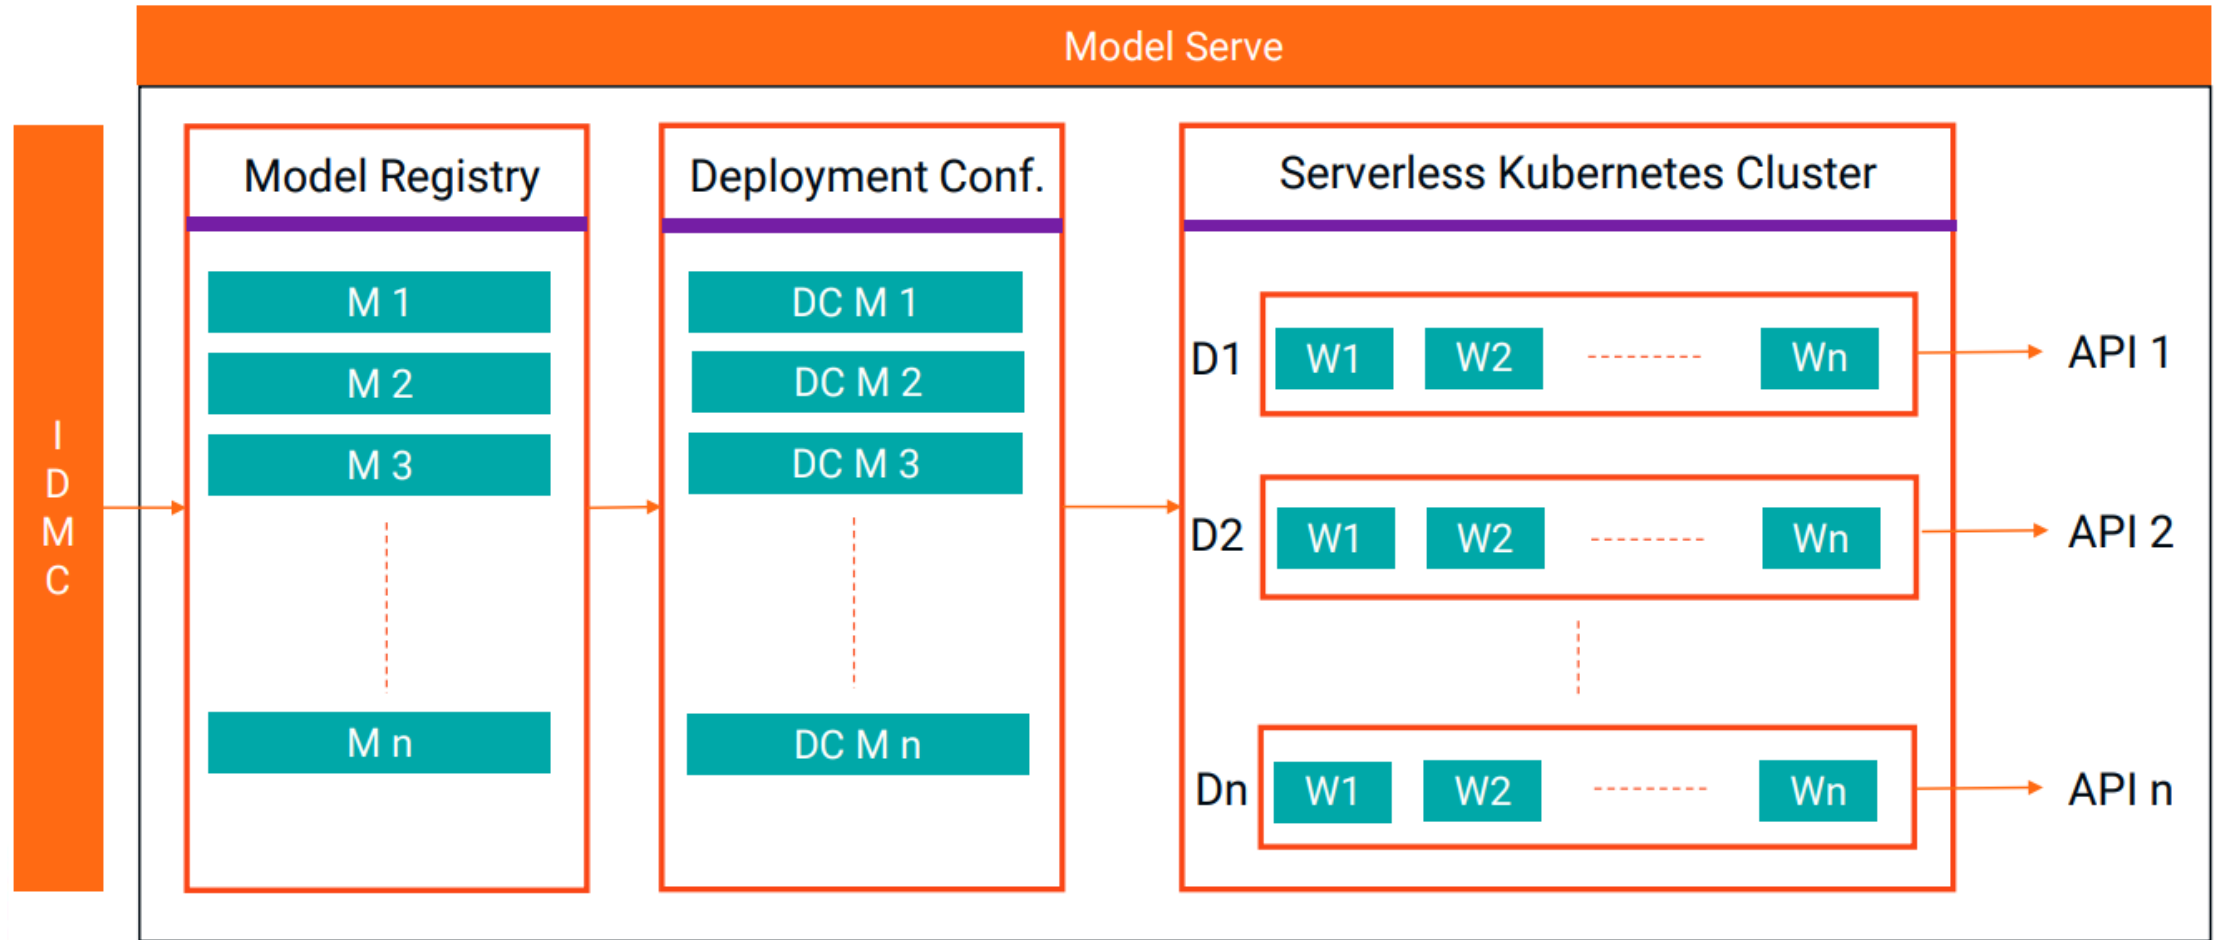 Model Serve
I
D
M
C
Model Registry
M 1
M 2
M 3
M n
Deployment Conf.
DC M 1
DC M 2
DC M 3
DC M n
Serverless Kubernetes Cluster
D1 W1 W2 Wn API 1
D2 W1 W2 Wn API 2
Dn W1 W2 Wn API n